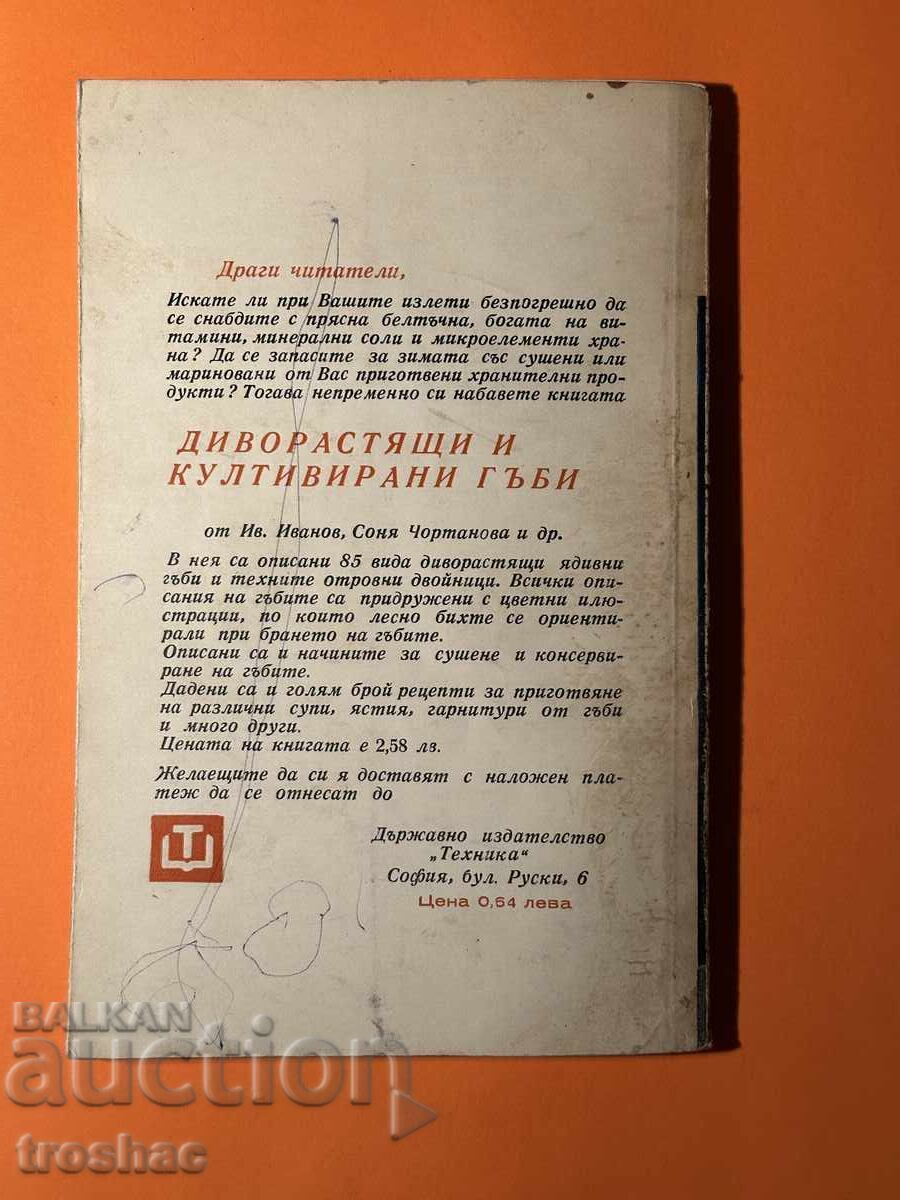 Драги читатели,
Искате ли при Вашите излети безпогрешно да
се снабдите с прясна белтъчна, богата на ви-
тамини, минерални соли и микроелементи хра-
на? Да се запасите за зимата със сушени или
мариновани от Вас приготвени хранителни про-
дукти? Тогава непременно си набавете книгата
ДИВОРАСТЯЩИ И
КУЛТИВИРАНИ ГЪБИ
от Ив. Иванов, Соня Чортанова и др.
В нея са описани 85 вида диворастящи ядивни
гъби и техните отровни двойници. Всички опи-
сания на гъбите са придружени с цветни илю-
страции, по които лесно бихте се ориенти-
рали при брането на гъбите.
Описани са и начините за сушене и консерви-
ране на гъбите.
Дадени са и голям брой рецепти за приготвяне
на различни супи, ястия, гарнитури от гъби
и много други.
Цената на книгата е 2,58 лв.
Желаещите да си я доставят с наложен пла-
теж да се отнесат до
Т
Държавно издателство
„Техника“
София, бул. Руски, 6
Цена 0,64 лева
BALKAN
auction
troshac